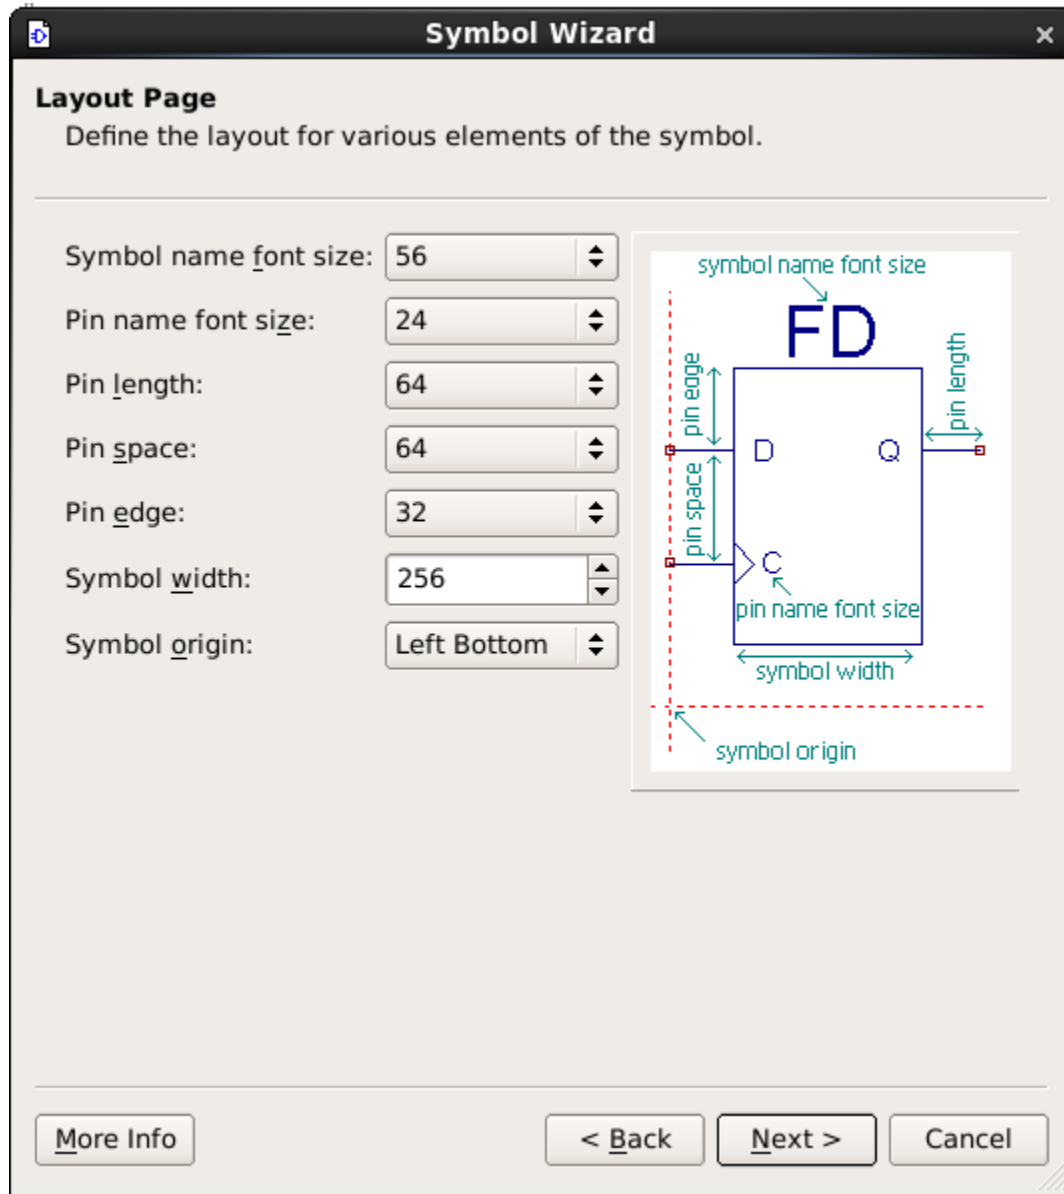 Symbol Wizard
Layout Page
Define the layout for various elements of the symbol.
Symbol name font size: 56
Pin name font size: 24
Pin length: 64
Pin space: 64
Pin edge: 32
Symbol width: 256
Symbol origin: Left Bottom
symbol name font size
FD
pin edge
pin length
D
Q
pin space
C
pin name font size
symbol width
symbol origin
More Info
< Back
Next >
Cancel